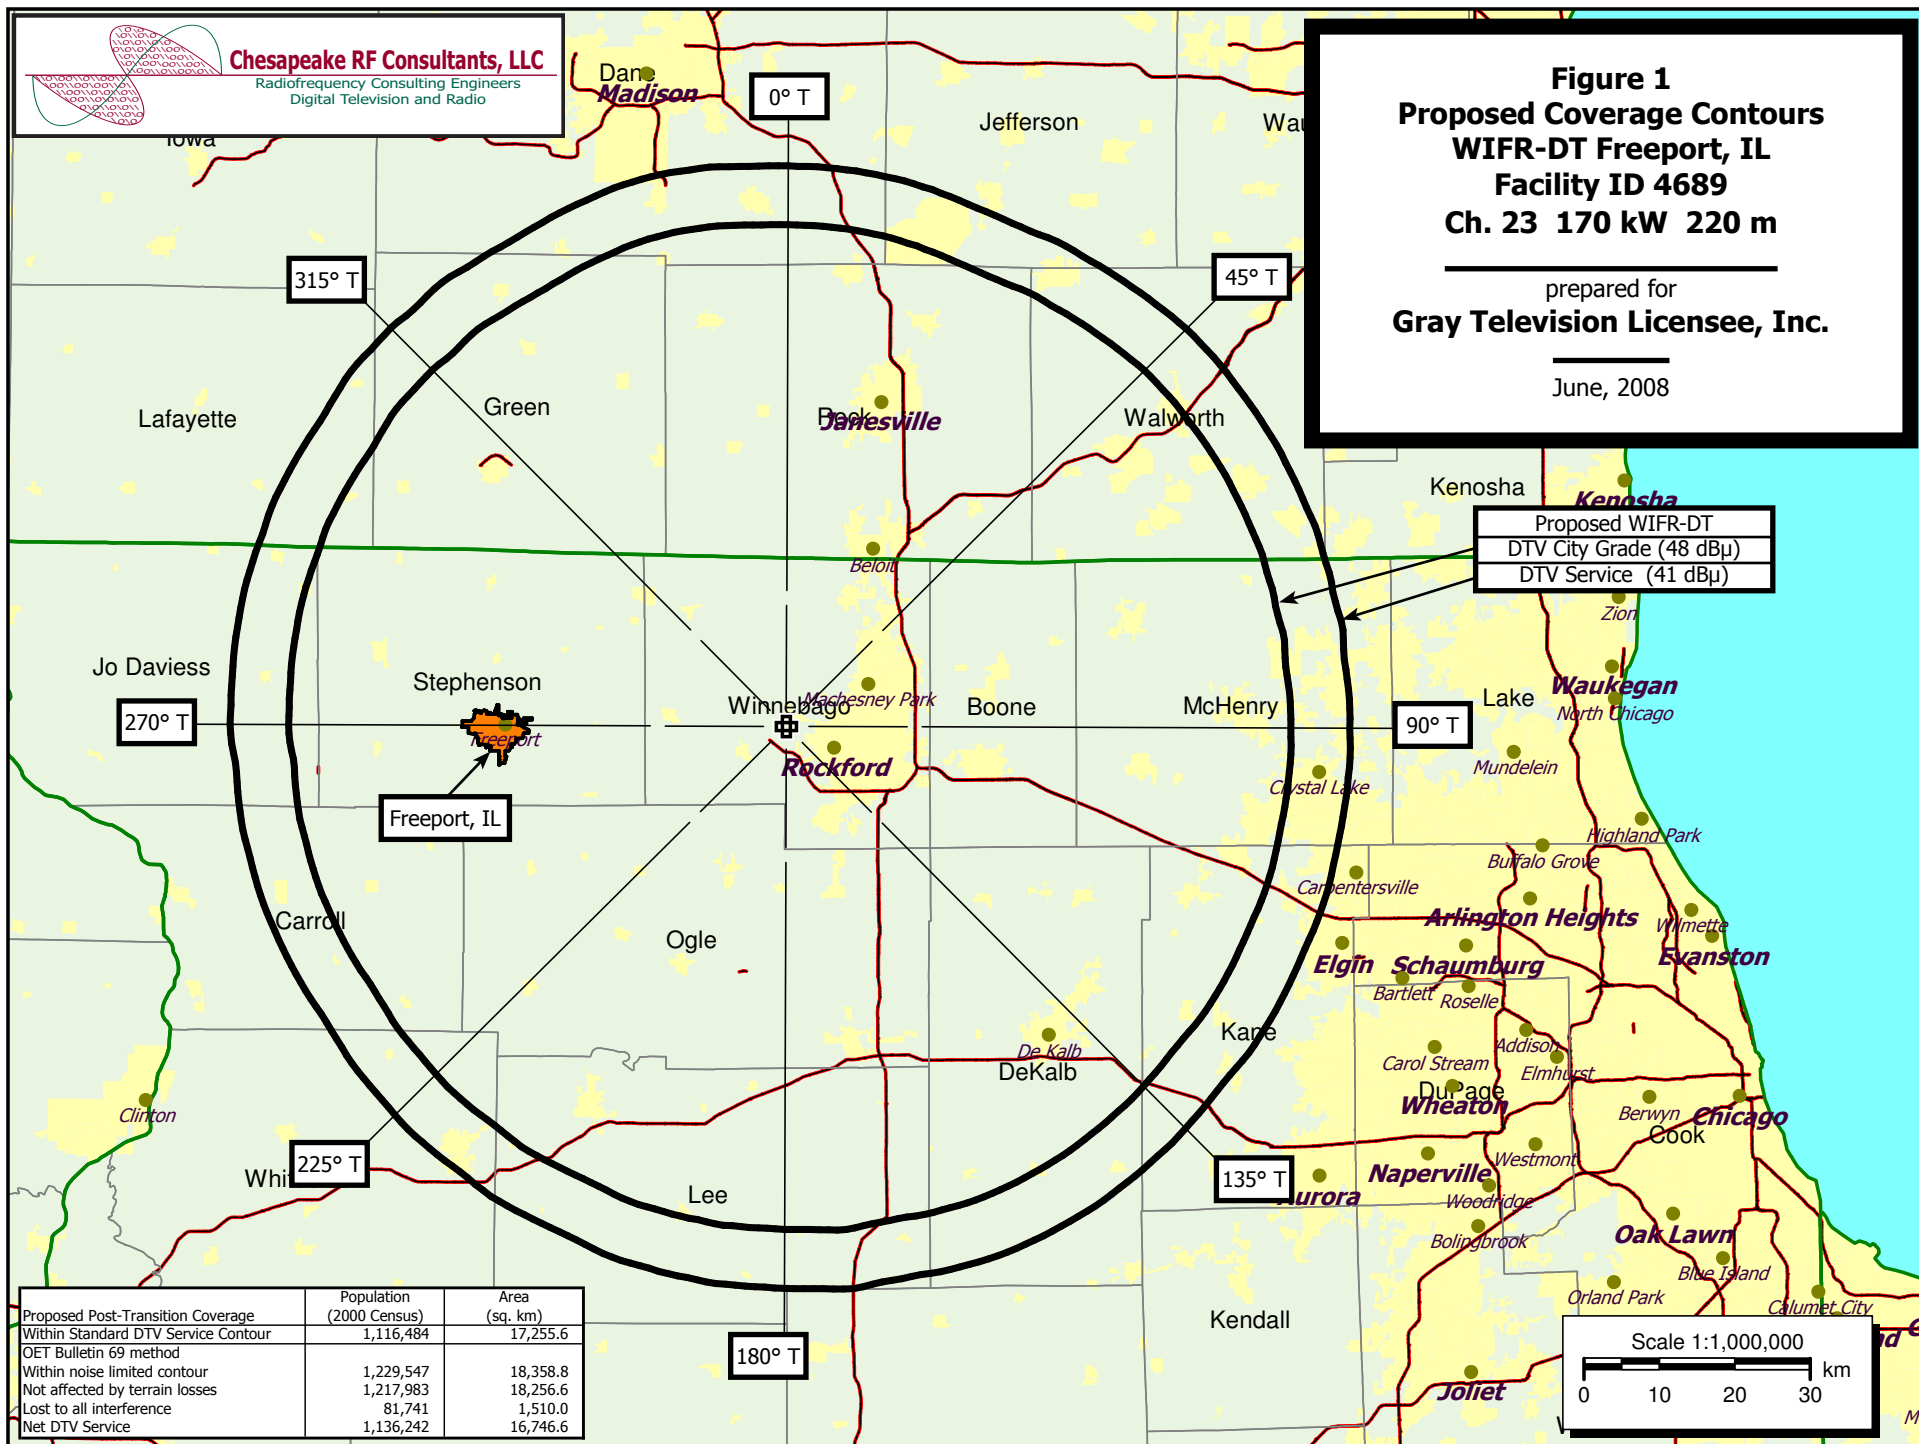 Chesapeake RF Consultants, LLC
Radiofrequency Consulting Engineers
Digital Television and Radio
Figure 1
Proposed Coverage Contours
WIFR-DT Freeport, IL
Facility ID 4689
Ch. 23 170 kW 220 m
prepared for
Gray Television Licensee, Inc.
June, 2008
Iowa
Dane
Madison
0° T
Jefferson
315° T
45° T
Lafayette
Green
Rock
Janesville
Walworth
Kenosha
Kenosha
Proposed WIFR-DT
DTV City Grade (48 dBµ)
DTV Service (41 dBµ)
Beloit
Zion
Jo Daviess
Stephenson
Winnebago
Machesney Park
Boone
McHenry
Lake
Waukegan
North Chicago
270° T
90° T
Freeport
Rockford
Crystal Lake
Mundelein
Freeport, IL
Highland Park
Buffalo Grove
Carpentersville
Carroll
Ogle
Arlington Heights
Wilmette
Evanston
Elgin
Schaumburg
Bartlett
Roselle
Kane
De Kalb
DeKalb
Addison
Carol Stream
Elmhurst
DuPage
Wheaton
Clinton
Berwyn
Chicago
Cook
225° T
135° T
Lee
Westmont
Naperville
Aurora
Woodridge
Bolingbrook
Oak Lawn
Blue Island
Orland Park
Calumet City
Kendall
180° T
Joliet
Proposed Post-Transition Coverage Population (2000 Census) Area (sq. km)
Within Standard DTV Service Contour 1,116,484 17,255.6
OET Bulletin 69 method
Within noise limited contour 1,229,547 18,358.8
Not affected by terrain losses 1,217,983 18,256.6
Lost to all interference 81,741 1,510.0
Net DTV Service 1,136,242 16,746.6
Scale 1:1,000,000
km
0 10 20 30